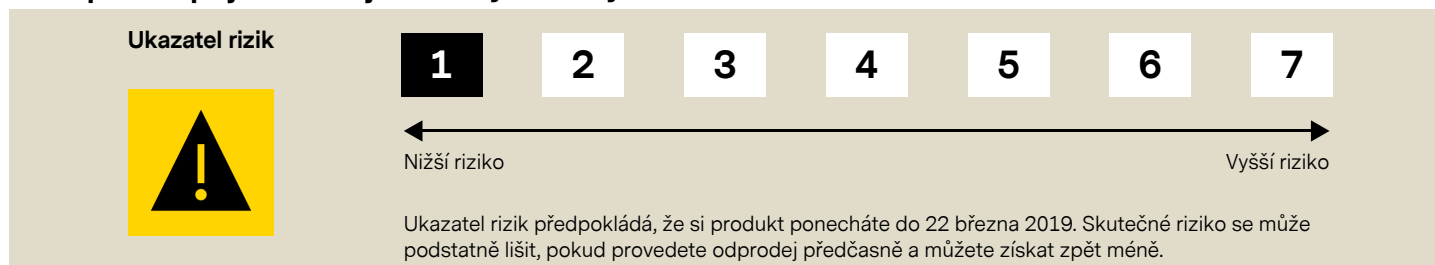 Ukazatel rizik
1 2 3 4 5 6 7
Nižší riziko Vyšší riziko
Ukazatel rizik předpokládá, že si produkt ponecháte do 22 března 2019. Skutečné riziko se může
podstatně lišit, pokud provedete odprodej předčasně a můžete získat zpět méně.